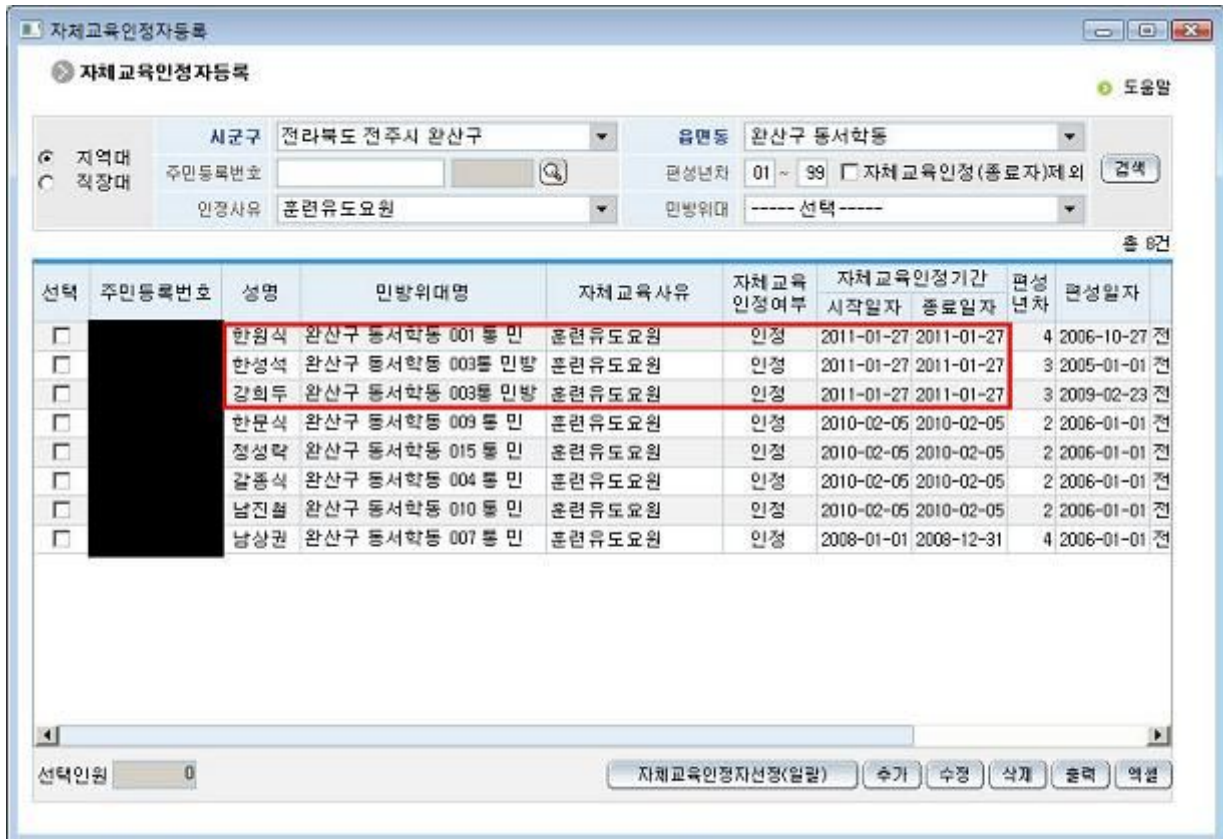 자체교육인정자등록
자체교육인정자등록
도움말
지역대
직장대
시군구 전라북도 전주시 완산구 읍면동 완산구 동서학동
주민등록번호 편성년차 01 ~ 99 자체교육인정(종료자)제외 검색
인정사유 훈련유도요원 민방위대 ----- 선택-----
총 8건
선택 주민등록번호 성명 민방위대명 자체교육사유 자체교육인정여부 자체교육인정기간 시작일자 종료일자 편성년차 편성일자
한원식 완산구 동서학동 001 통 민 훈련유도요원 인정 2011-01-27 2011-01-27 4 2006-10-27 전
한성석 완산구 동서학동 003통 민방 훈련유도요원 인정 2011-01-27 2011-01-27 3 2005-01-01 전
강희두 완산구 동서학동 003통 민방 훈련유도요원 인정 2011-01-27 2011-01-27 3 2009-02-23 전
한문식 완산구 동서학동 009 통 민 훈련유도요원 인정 2010-02-05 2010-02-05 2 2006-01-01 전
정성락 완산구 동서학동 015 통 민 훈련유도요원 인정 2010-02-05 2010-02-05 2 2006-01-01 전
갈종식 완산구 동서학동 004 통 민 훈련유도요원 인정 2010-02-05 2010-02-05 2 2006-01-01 전
남진철 완산구 동서학동 010 통 민 훈련유도요원 인정 2010-02-05 2010-02-05 2 2006-01-01 전
남상권 완산구 동서학동 007 통 민 훈련유도요원 인정 2008-01-01 2008-12-31 4 2006-01-01 전
선택인원 0 자체교육인정자선정(일괄) 추가 수정 삭제 출력 엑셀